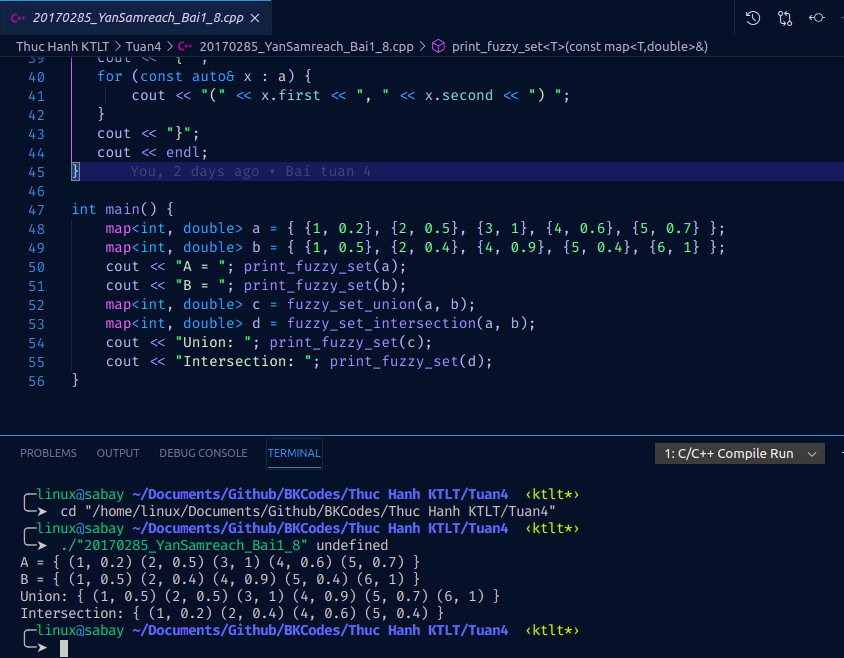 20170285_YanSamreach_Bai1_8.cpp ×
Thuc Hanh KTLT > Tuan4 > 20170285_YanSamreach_Bai1_8.cpp > print_fuzzy_set<T>(const map<T,double>&)
39 cout << "{ ";
40 for (const auto& x : a) {
41 cout << "(" << x.first << ", " << x.second << ") ";
42 }
43 cout << "}";
44 cout << endl;
45 } You, 2 days ago • Bai tuan 4
46
47 int main() {
48 map<int, double> a = { {1, 0.2}, {2, 0.5}, {3, 1}, {4, 0.6}, {5, 0.7} };
49 map<int, double> b = { {1, 0.5}, {2, 0.4}, {4, 0.9}, {5, 0.4}, {6, 1} };
50 cout << "A = "; print_fuzzy_set(a);
51 cout << "B = "; print_fuzzy_set(b);
52 map<int, double> c = fuzzy_set_union(a, b);
53 map<int, double> d = fuzzy_set_intersection(a, b);
54 cout << "Union: "; print_fuzzy_set(c);
55 cout << "Intersection: "; print_fuzzy_set(d);
56 }
PROBLEMS OUTPUT DEBUG CONSOLE TERMINAL 1: C/C++ Compile Run
linux@sabay ~/Documents/Github/BKCodes/Thuc Hanh KTLT/Tuan4 ‹ktlt*›
cd "/home/linux/Documents/Github/BKCodes/Thuc Hanh KTLT/Tuan4"
linux@sabay ~/Documents/Github/BKCodes/Thuc Hanh KTLT/Tuan4 ‹ktlt*›
./"20170285_YanSamreach_Bai1_8" undefined
A = { (1, 0.2) (2, 0.5) (3, 1) (4, 0.6) (5, 0.7) }
B = { (1, 0.5) (2, 0.4) (4, 0.9) (5, 0.4) (6, 1) }
Union: { (1, 0.5) (2, 0.5) (3, 1) (4, 0.9) (5, 0.7) (6, 1) }
Intersection: { (1, 0.2) (2, 0.4) (4, 0.6) (5, 0.4) }
linux@sabay ~/Documents/Github/BKCodes/Thuc Hanh KTLT/Tuan4 ‹ktlt*›